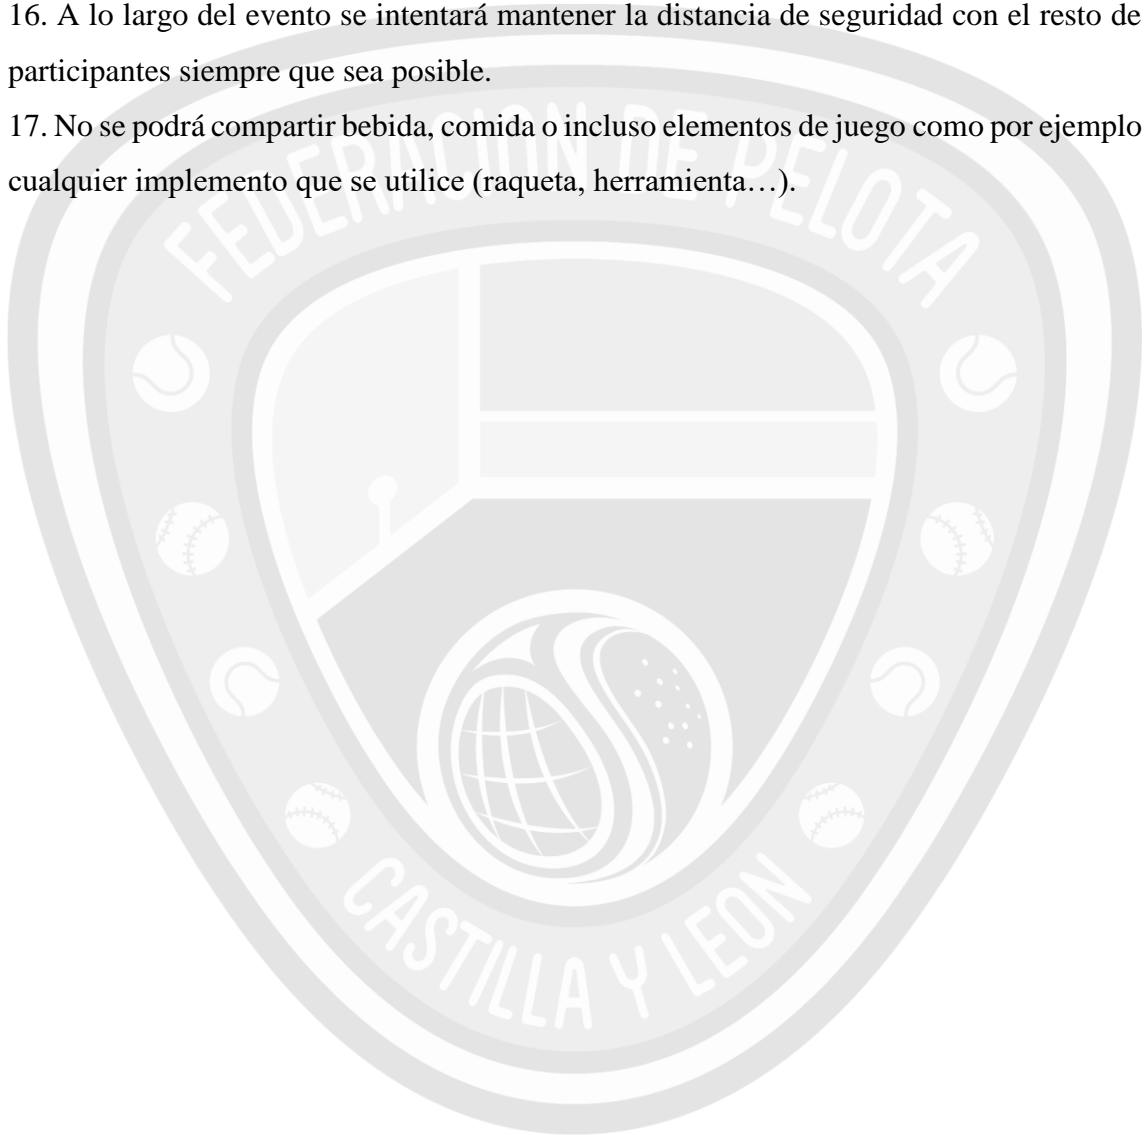 16. A lo largo del evento se intentará mantener la distancia de seguridad con el resto de
participantes siempre que sea posible.
17. No se podrá compartir bebida, comida o incluso elementos de juego como por ejemplo
cualquier implemento que se utilice (raqueta, herramienta…).
FEDERACION DE PELOTA
CASTILLA Y LEON